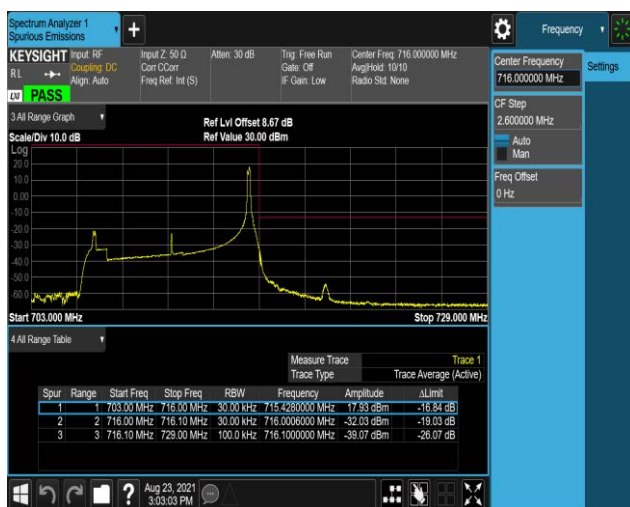 Spectrum Analyzer 1
Spurious Emissions
+
Frequency
KEYSIGHT
RL
Input: RF
Coupling: DC
Align: Auto
Input Z: 50 Ω
Corr CCorr
Freq Ref: Int (S)
Atten: 30 dB
Trig: Free Run
Gate: Off
IF Gain: Low
Center Freq: 716.000000 MHz
Avg|Hold: 10/10
Radio Std: None
LXI PASS
Center Frequency
716.000000 MHz
Settings
CF Step
2.600000 MHz
Auto
Man
Freq Offset
0 Hz
3 All Range Graph
Scale/Div 10.0 dB
Ref Lvl Offset 8.67 dB
Ref Value 30.00 dBm
Log
20.0
10.0
0.00
-10.0
-20.0
-30.0
-40.0
-50.0
-60.0
Start 703.000 MHz
Stop 729.000 MHz
4 All Range Table
Measure Trace Trace 1
Trace Type Trace Average (Active)
Spur Range Start Freq Stop Freq RBW Frequency Amplitude ΔLimit
1 1 703.00 MHz 716.00 MHz 30.00 kHz 715.4280000 MHz 17.93 dBm -16.84 dB
2 2 716.00 MHz 716.10 MHz 30.00 kHz 716.0006000 MHz -32.03 dBm -19.03 dB
3 3 716.10 MHz 729.00 MHz 100.0 kHz 716.1000000 MHz -39.07 dBm -26.07 dB
?
Aug 23, 2021
3:03:03 PM